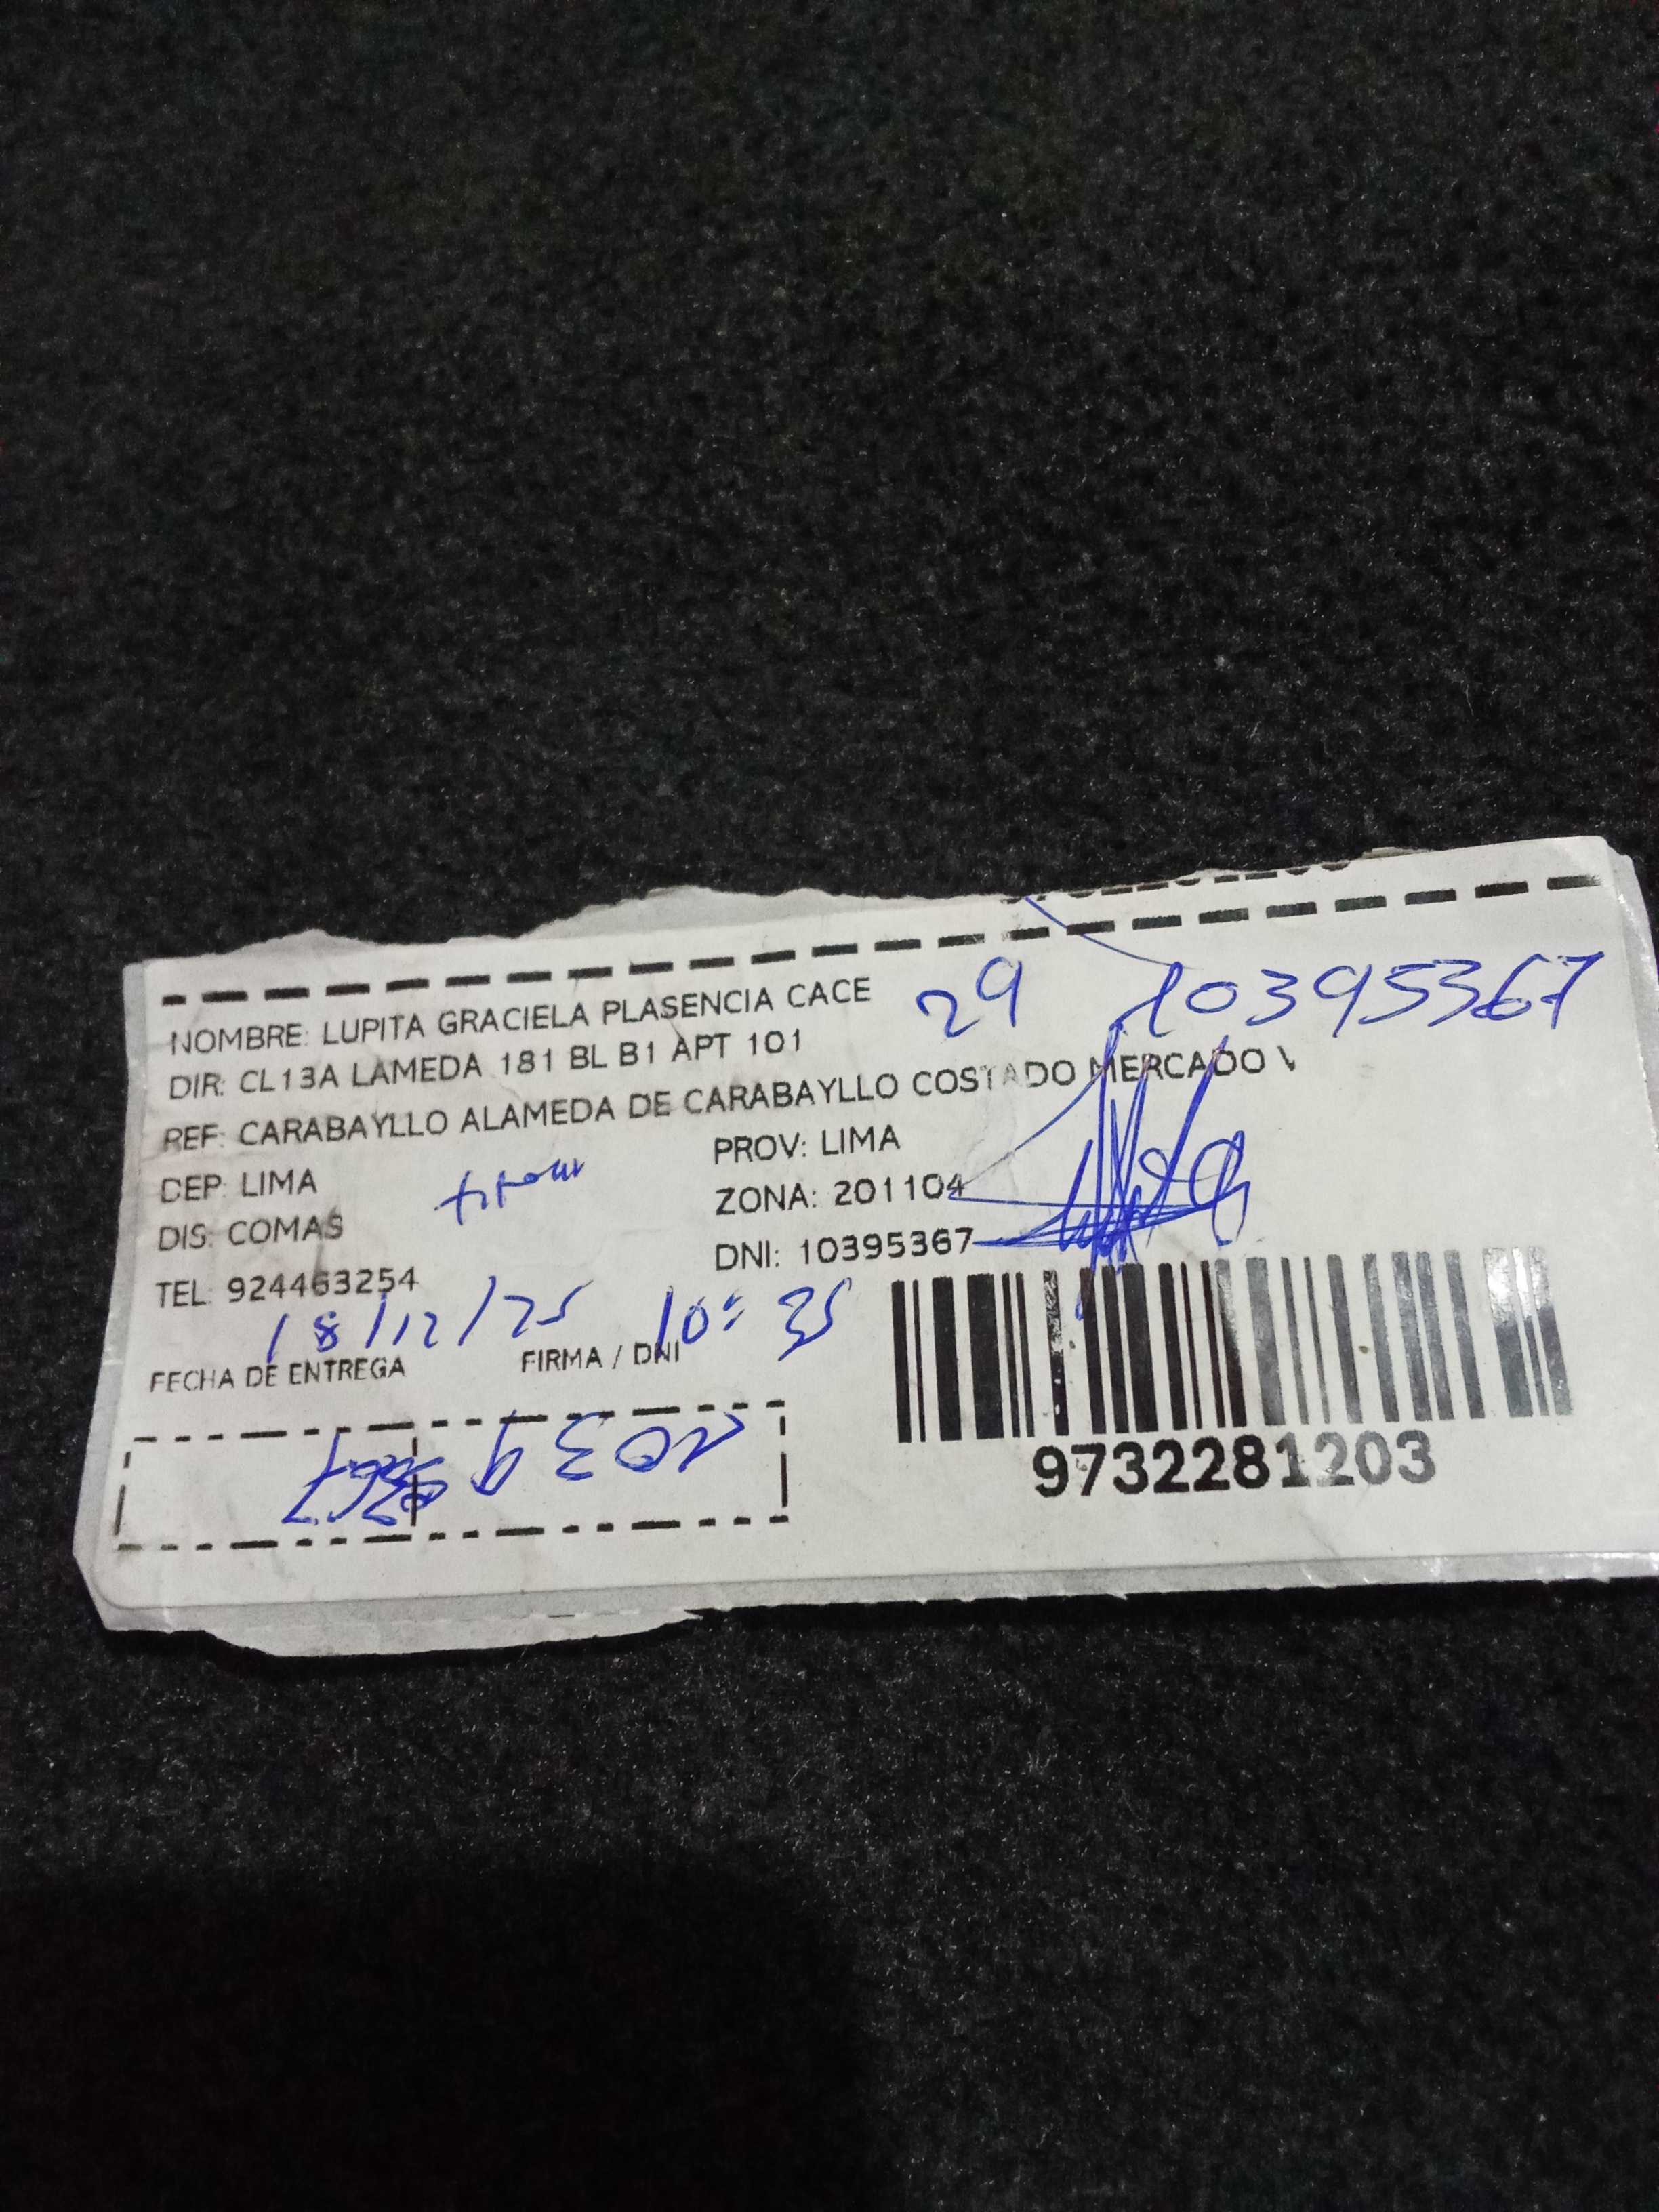 NOMBRE: LUPITA GRACIELA PLASENCIA CACE 29 10395367
DIR: CL13A LAMEDA 181 BL B1 APT 101
REF: CARABAYLLO ALAMEDA DE CARABAYLLO COSTADO MERCADO
DEP: LIMA PROV: LIMA
ZONA: 201104
DIS: COMAS
DNI: 10395367
TEL: 924463254
18/12/25 10:35
FECHA DE ENTREGA FIRMA / DNI
1039
9732281203